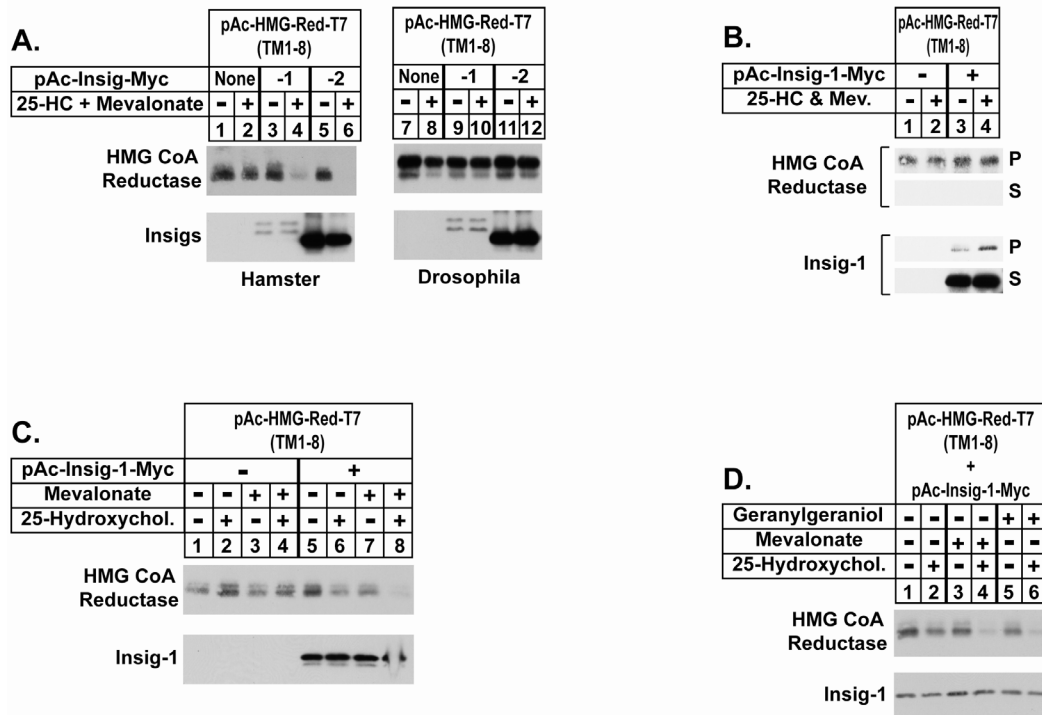 A.
pAc-HMG-Red-T7
(TM1-8)
pAc-HMG-Red-T7
(TM1-8)
pAc-Insig-Myc None -1 -2 None -1 -2
25-HC + Mevalonate - + - + - + - + - + - +
1 2 3 4 5 6 7 8 9 10 11 12
HMG CoA
Reductase
Insigs
Hamster Drosophila
B.
pAc-HMG-Red-T7
(TM1-8)
pAc-Insig-1-Myc - +
25-HC & Mev. - + - +
1 2 3 4
HMG CoA
Reductase
P
S
Insig-1
P
S
C.
pAc-HMG-Red-T7
(TM1-8)
pAc-Insig-1-Myc - +
Mevalonate - - + + - - + +
25-Hydroxychol. - + - + - + - +
1 2 3 4 5 6 7 8
HMG CoA
Reductase
Insig-1
D.
pAc-HMG-Red-T7
(TM1-8)
+
pAc-Insig-1-Myc
Geranylgeraniol - - - - + +
Mevalonate - - + + - -
25-Hydroxychol. - + - + - +
1 2 3 4 5 6
HMG CoA
Reductase
Insig-1